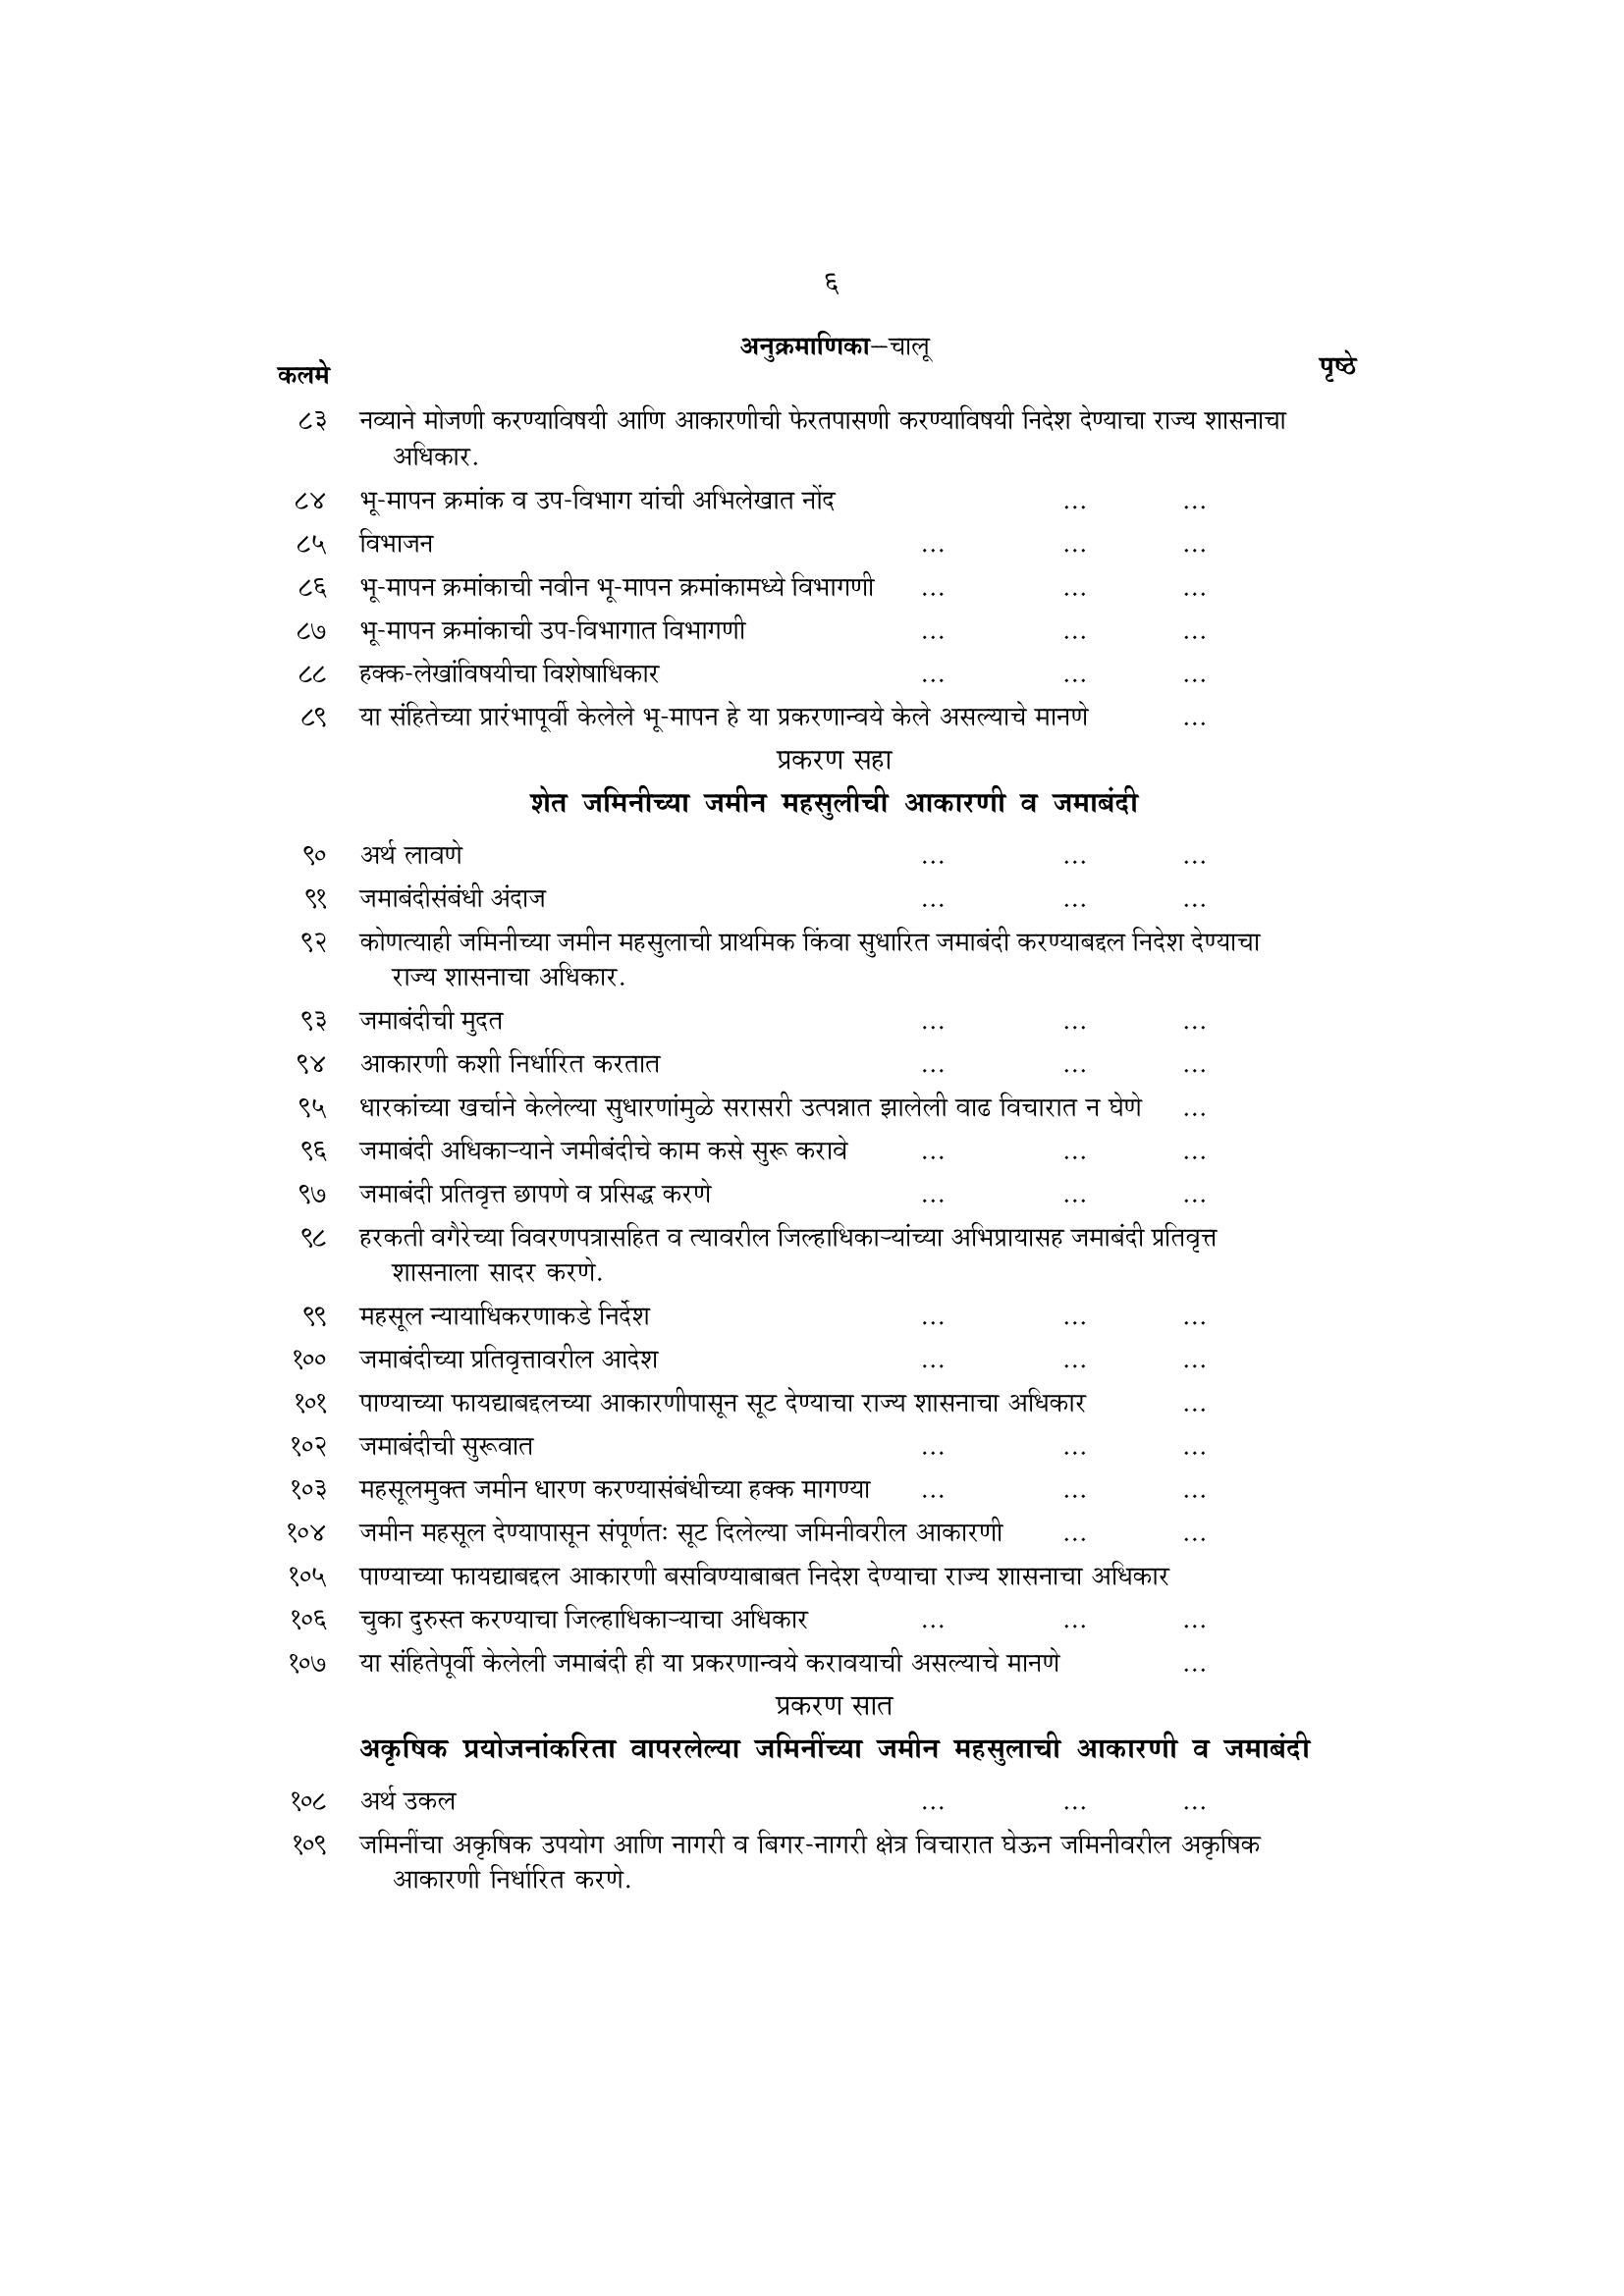 ६
अनुक्रमाणिका—चालू
कलमे पृष्ठे
८३ नव्याने मोजणी करण्याविषयी आणि आकारणीची फेरतपासणी करण्याविषयी निदेश देण्याचा राज्य शासनाचा
अधिकार.
८४ भू-मापन क्रमांक व उप-विभाग यांची अभिलेखात नोंद ... ...
८५ विभाजन ... ... ...
८६ भू-मापन क्रमांकाची नवीन भू-मापन क्रमांकामध्ये विभागणी ... ... ...
८७ भू-मापन क्रमांकाची उप-विभागात विभागणी ... ... ...
८८ हक्क-लेखांविषयीचा विशेषाधिकार ... ... ...
८९ या संहितेच्या प्रारंभापूर्वी केलेले भू-मापन हे या प्रकरणान्वये केले असल्याचे मानणे ...
प्रकरण सहा
शेत जमिनीच्या जमीन महसुलीची आकारणी व जमाबंदी
९० अर्थ लावणे ... ... ...
९१ जमाबंदीसंबंधी अंदाज ... ... ...
९२ कोणत्याही जमिनीच्या जमीन महसुलाची प्राथमिक किंवा सुधारित जमाबंदी करण्याबद्दल निदेश देण्याचा
राज्य शासनाचा अधिकार.
९३ जमाबंदीची मुदत ... ... ...
९४ आकारणी कशी निर्धारित करतात ... ... ...
९५ धारकांच्या खर्चाने केलेल्या सुधारणांमुळे सरासरी उत्पन्नात झालेली वाढ विचारात न घेणे ...
९६ जमाबंदी अधिकाऱ्याने जमीबंदीचे काम कसे सुरू करावे ... ... ...
९७ जमाबंदी प्रतिवृत्त छापणे व प्रसिद्ध करणे ... ... ...
९८ हरकती वगैरेच्या विवरणपत्रासहित व त्यावरील जिल्हाधिकाऱ्यांच्या अभिप्रायासह जमाबंदी प्रतिवृत्त
शासनाला सादर करणे.
९९ महसूल न्यायाधिकरणाकडे निर्देश ... ... ...
१०० जमाबंदीच्या प्रतिवृत्तावरील आदेश ... ... ...
१०१ पाण्याच्या फायद्याबद्दलच्या आकारणीपासून सूट देण्याचा राज्य शासनाचा अधिकार ...
१०२ जमाबंदीची सुरूवात ... ... ...
१०३ महसूलमुक्त जमीन धारण करण्यासंबंधीच्या हक्क मागण्या ... ... ...
१०४ जमीन महसूल देण्यापासून संपूर्णतः सूट दिलेल्या जमिनीवरील आकारणी ... ...
१०५ पाण्याच्या फायद्याबद्दल आकारणी बसविण्याबाबत निदेश देण्याचा राज्य शासनाचा अधिकार
१०६ चुका दुरुस्त करण्याचा जिल्हाधिकाऱ्याचा अधिकार ... ... ...
१०७ या संहितेपूर्वी केलेली जमाबंदी ही या प्रकरणान्वये करावयाची असल्याचे मानणे ...
प्रकरण सात
अकृषिक प्रयोजनांकरिता वापरलेल्या जमिनींच्या जमीन महसुलाची आकारणी व जमाबंदी
१०८ अर्थ उकल ... ... ...
१०९ जमिनींचा अकृषिक उपयोग आणि नागरी व बिगर-नागरी क्षेत्र विचारात घेऊन जमिनीवरील अकृषिक
आकारणी निर्धारित करणे.